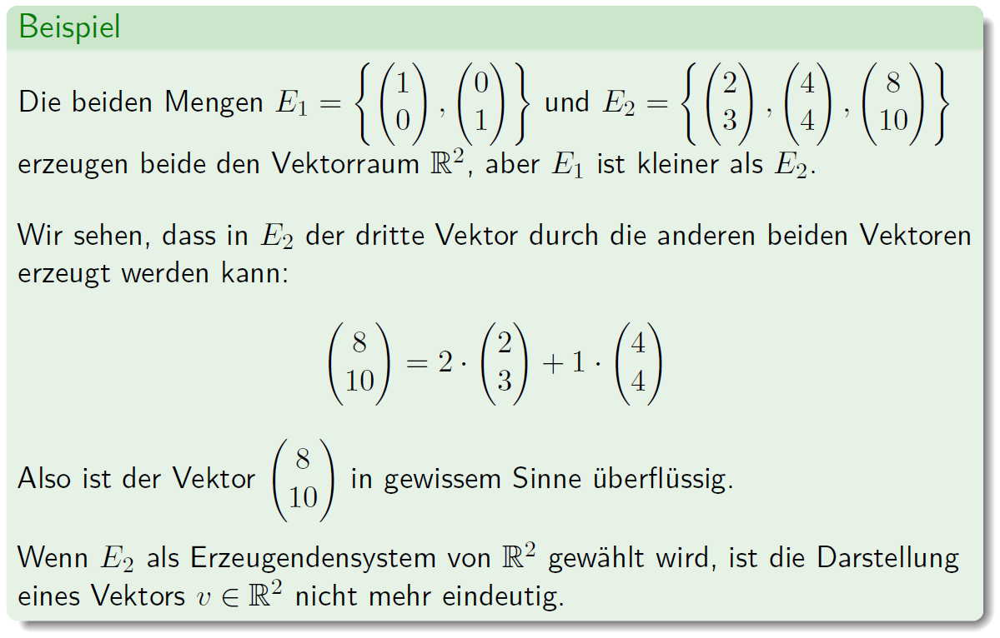 Beispiel
Die beiden Mengen $E_1 = \left\{ \begin{pmatrix} 1 \\ 0 \end{pmatrix}, \begin{pmatrix} 0 \\ 1 \end{pmatrix} \right\}$ und $E_2 = \left\{ \begin{pmatrix} 2 \\ 3 \end{pmatrix}, \begin{pmatrix} 4 \\ 4 \end{pmatrix}, \begin{pmatrix} 8 \\ 10 \end{pmatrix} \right\}$
erzeugen beide den Vektorraum $\mathbb{R}^2$, aber $E_1$ ist kleiner als $E_2$.
Wir sehen, dass in $E_2$ der dritte Vektor durch die anderen beiden Vektoren
erzeugt werden kann:
$\begin{pmatrix} 8 \\ 10 \end{pmatrix} = 2 \cdot \begin{pmatrix} 2 \\ 3 \end{pmatrix} + 1 \cdot \begin{pmatrix} 4 \\ 4 \end{pmatrix}$
Also ist der Vektor $\begin{pmatrix} 8 \\ 10 \end{pmatrix}$ in gewissem Sinne überflüssig.
Wenn $E_2$ als Erzeugendensystem von $\mathbb{R}^2$ gewählt wird, ist die Darstellung
eines Vektors $v \in \mathbb{R}^2$ nicht mehr eindeutig.